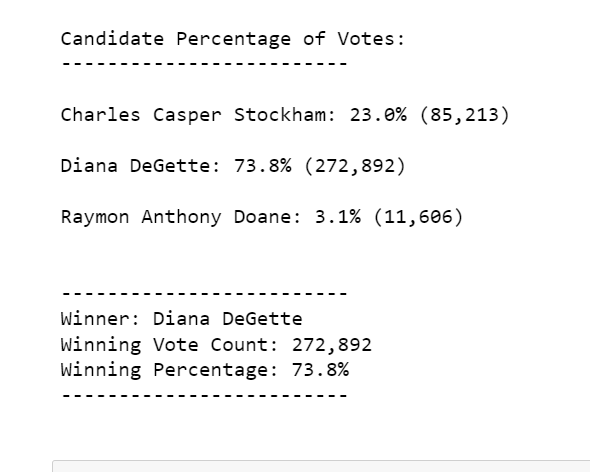 Candidate Percentage of Votes:
-------------------------
Charles Casper Stockham: 23.0% (85,213)
Diana DeGette: 73.8% (272,892)
Raymon Anthony Doane: 3.1% (11,606)
-------------------------
Winner: Diana DeGette
Winning Vote Count: 272,892
Winning Percentage: 73.8%
-------------------------